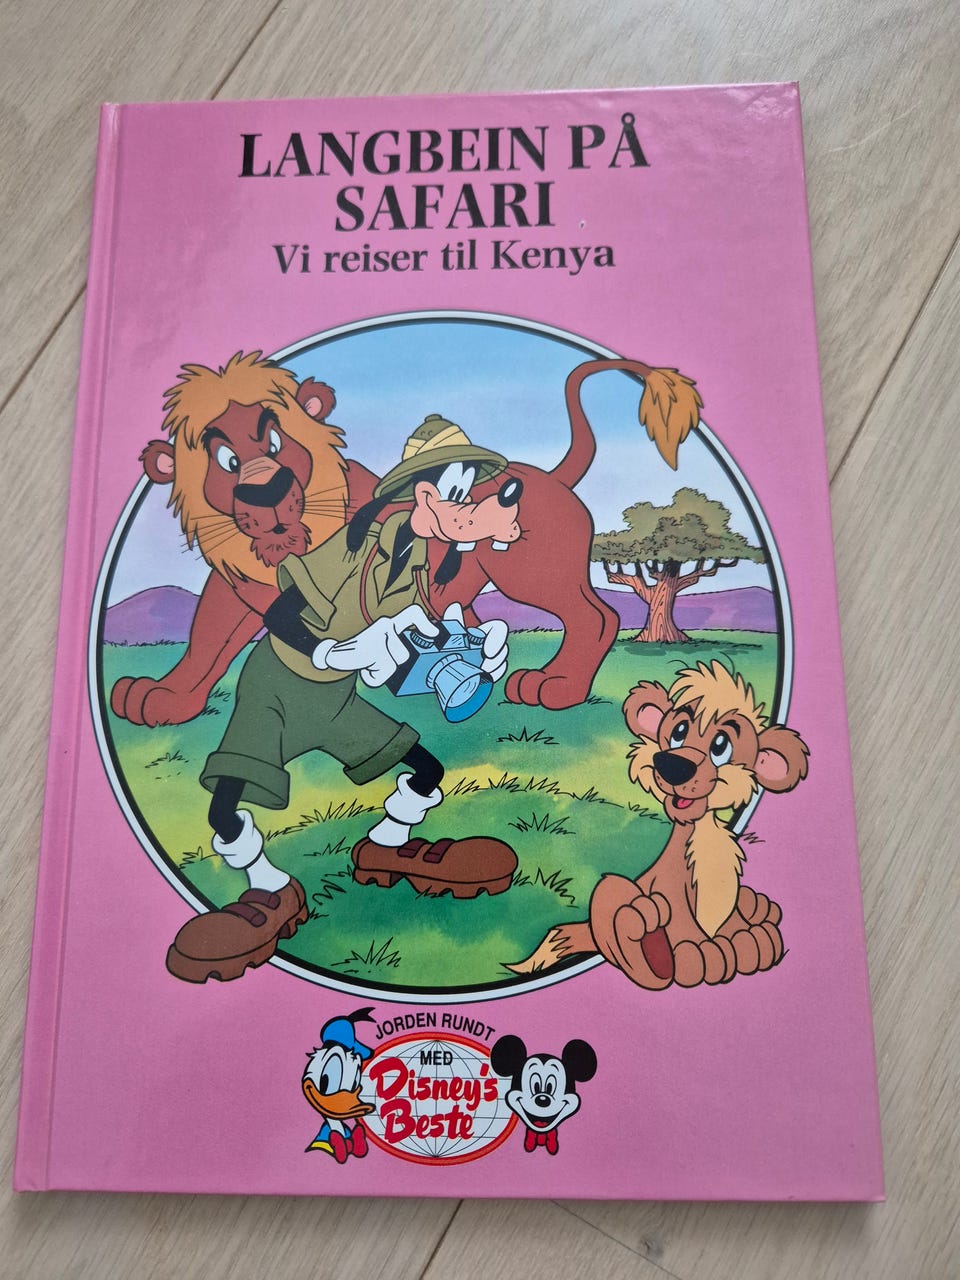 LANGBEIN PÅ
SAFARI
Vi reiser til Kenya
JORDEN RUNDT
MED
Disney's
Beste